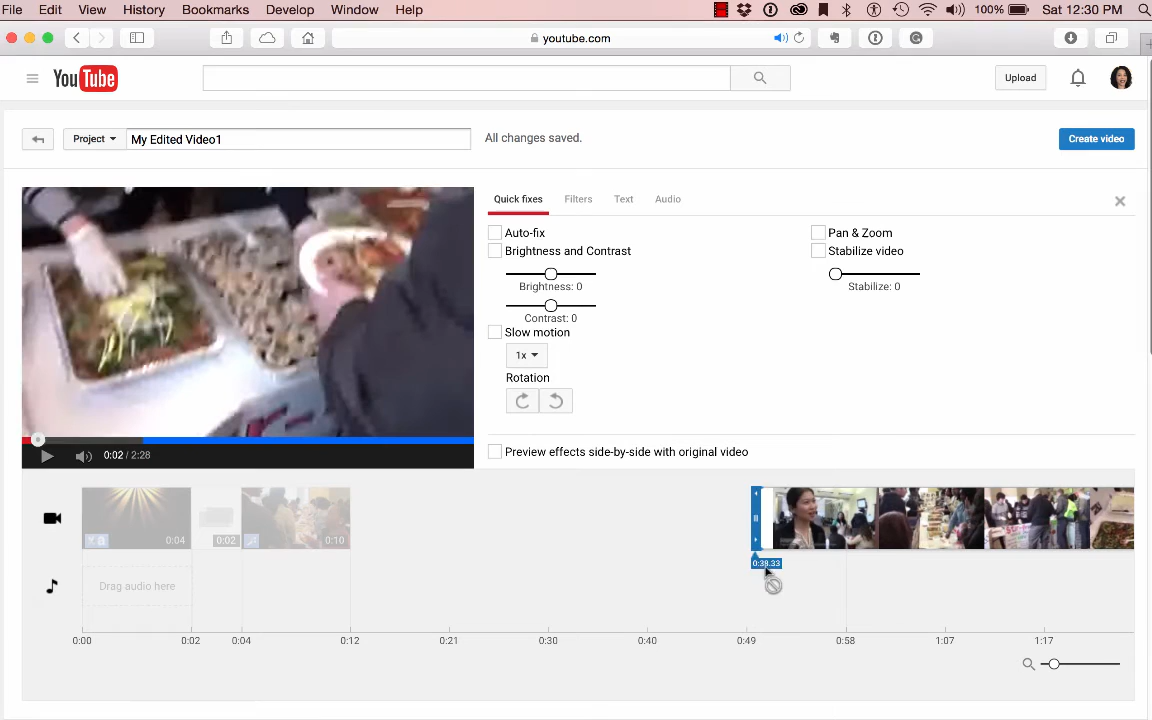 File Edit View History Bookmarks Develop Window Help 100% Sat 12:30 PM
youtube.com
YouTube Upload
Project My Edited Video1 All changes saved. Create video
Quick fixes Filters Text Audio
Auto-fix Pan & Zoom
Brightness and Contrast Stabilize video
Brightness: 0 Stabilize: 0
Contrast: 0
Slow motion
1x
Rotation
Preview effects side-by-side with original video
0:02 / 2:28
0:04 0:02 0:10
0:38.33
Drag audio here
0:00 0:02 0:04 0:12 0:21 0:30 0:40 0:49 0:58 1:07 1:17